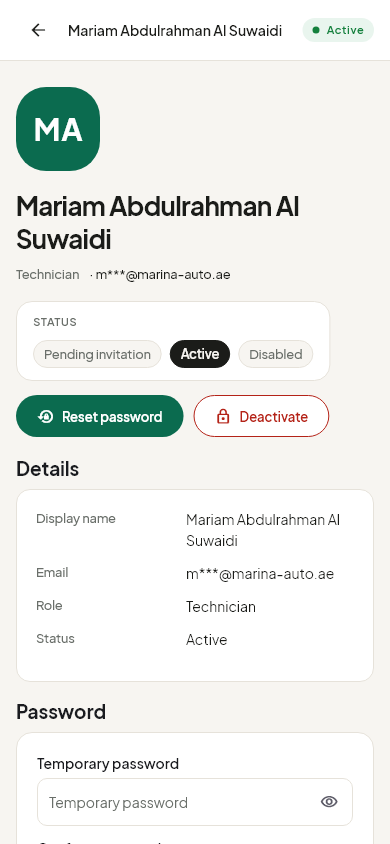 Mariam Abdulrahman Al Suwaidi
Active
MA
Mariam Abdulrahman Al
Suwaidi
Technician · m***@marina-auto.ae
STATUS
Pending invitation Active Disabled
Reset password Deactivate
Details
Display name Mariam Abdulrahman Al
Suwaidi
Email m***@marina-auto.ae
Role Technician
Status Active
Password
Temporary password
Temporary password